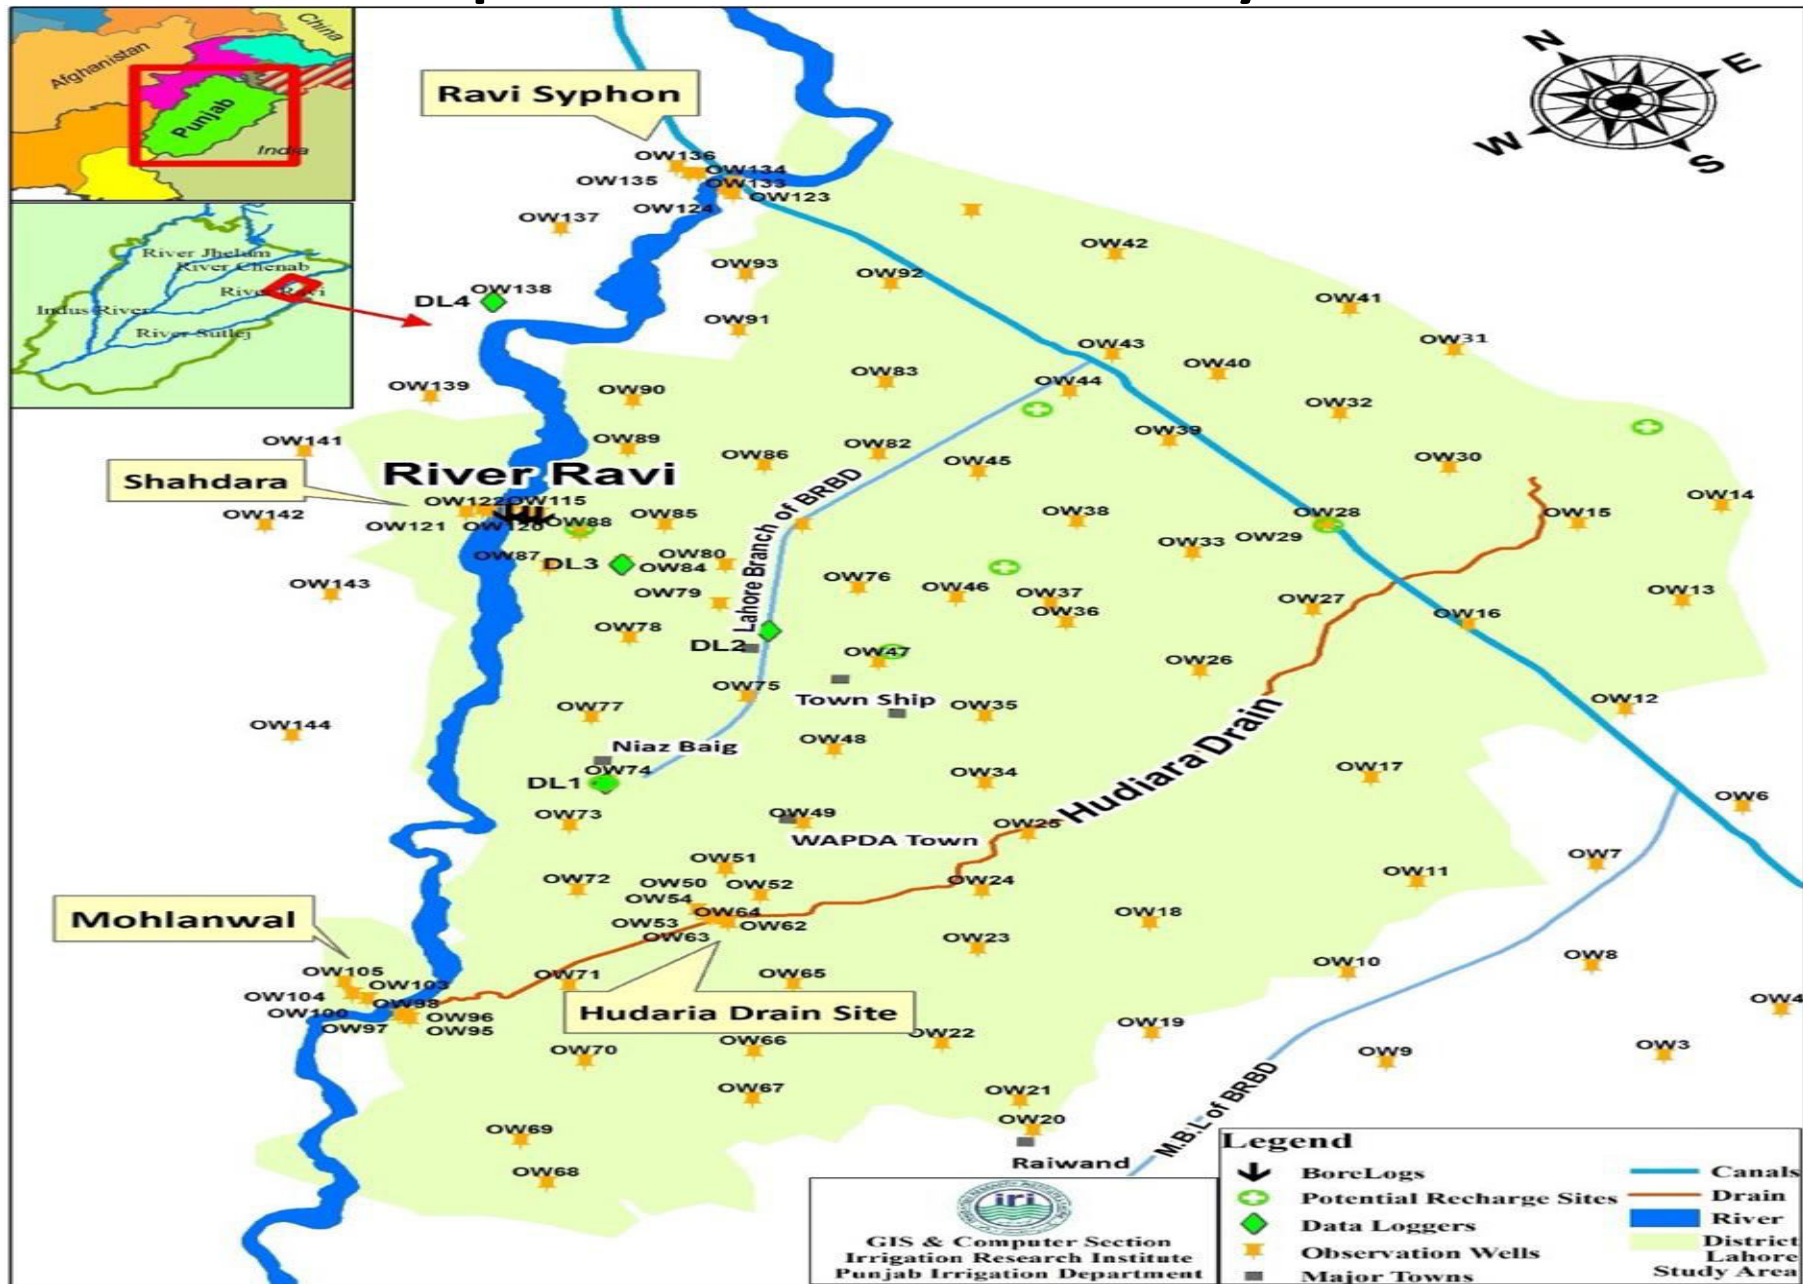 China
Afghanistan
Punjab
India
River Jhelum
River Chenab
River Ravi
Indus River
River Sutlej
N
E
W
S
Ravi Syphon
OW136
OW134
OW135
OW133
OW123
OW124
OW137
OW42
OW93
OW92
OW138
DL4
OW41
OW91
OW31
OW43
OW40
OW83
OW44
OW139
OW90
OW32
OW39
OW141
OW89
OW82
OW86
OW45
OW30
River Ravi
Shahdara
Lahore Branch of BRBD
OW14
OW122
OW115
OW142
OW121
OW88
OW85
OW38
OW28
OW15
OW29
OW33
OW87
DL3
OW80
OW84
OW143
OW79
OW76
OW46
OW37
OW36
OW27
OW13
OW16
OW78
DL2
OW47
OW26
OW75
Town Ship
OW12
OW77
OW35
OW144
Niaz Baig
OW48
OW74
DL1
OW34
Hudiara Drain
OW17
OW6
OW73
OW49
OW25
WAPDA Town
OW51
OW7
OW72
OW50
OW52
OW24
OW11
OW54
OW64
OW53
OW62
OW63
OW18
OW23
Mohlanwal
OW105
OW71
OW65
OW10
OW8
OW103
OW104
OW98
OW100
OW96
OW97
OW95
Hudaria Drain Site
OW4
OW19
OW22
OW66
OW70
OW9
OW3
OW67
OW21
OW20
M.B.L of BRBD
OW69
OW68
Raiwand
iri
GIS & Computer Section
Irrigation Research Institute
Punjab Irrigation Department
Legend
BoreLogs
Potential Recharge Sites
Data Loggers
Observation Wells
Major Towns
Canals
Drain
River
District
Lahore
Study Area